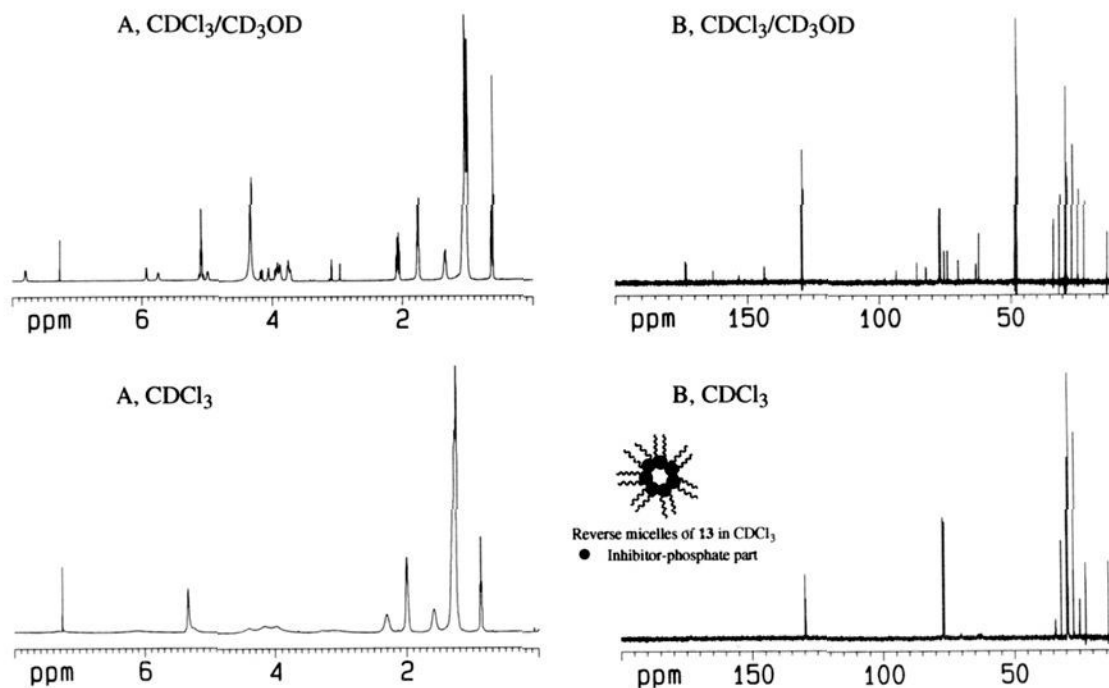 A, CDCl₃/CD₃OD
ppm 6 4 2
B, CDCl₃/CD₃OD
ppm 150 100 50
A, CDCl₃
ppm 6 4 2
B, CDCl₃
Reverse micelles of 13 in CDCl₃
● Inhibitor-phosphate part
ppm 150 100 50